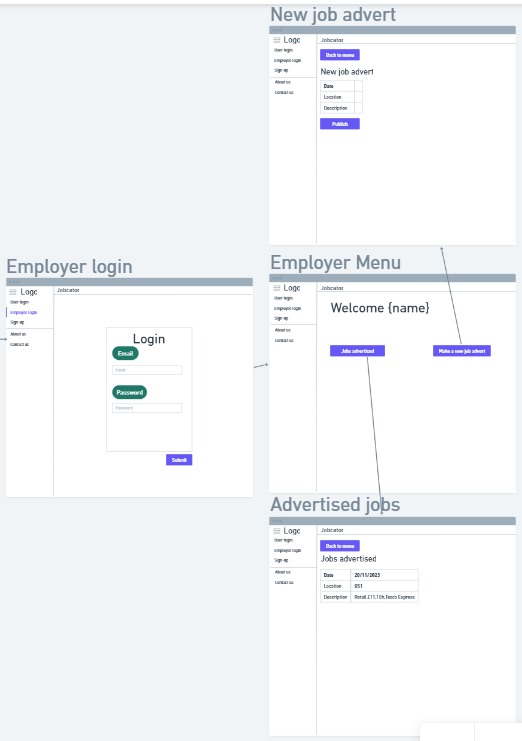 New job advert
Logo
Jobcator
User login
Back to menu
Employer login
Sign-up
New job advert
About us
Date
Contact us
Location
Description
Publish
Employer login
Logo
Jobcator
User login
Employer login
Sign-up
About us
Contact us
Login
Email
Email
Password
Password
Submit
Employer Menu
Logo
Jobcator
User login
Employer login
Sign-up
Welcome {name}
About us
Contact us
Jobs advertised
Make a new job advert
Advertised jobs
Logo
Jobcator
User login
Back to menu
Employer login
Sign-up
Jobs advertised
About us
Date 20/11/2023
Contact us
Location BS1
Description Retail,£11.10h,Tesco Express